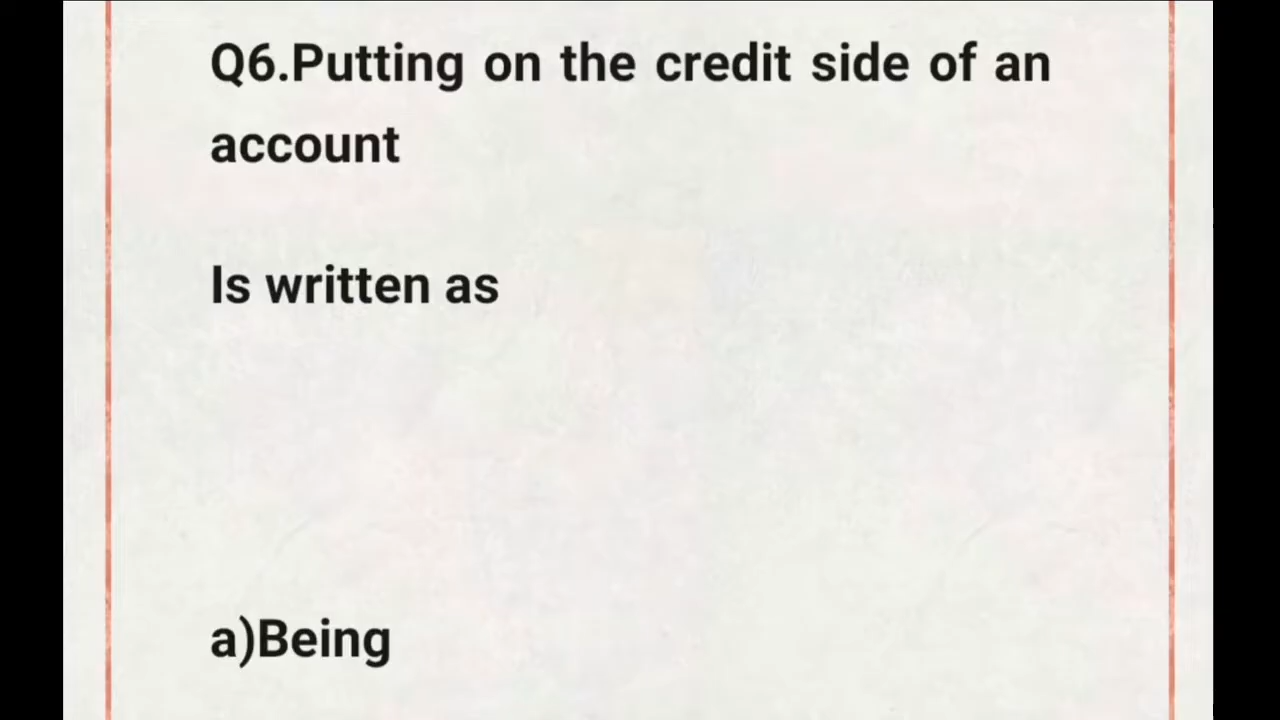 Q6.Putting on the credit side of an
account
Is written as
a)Being